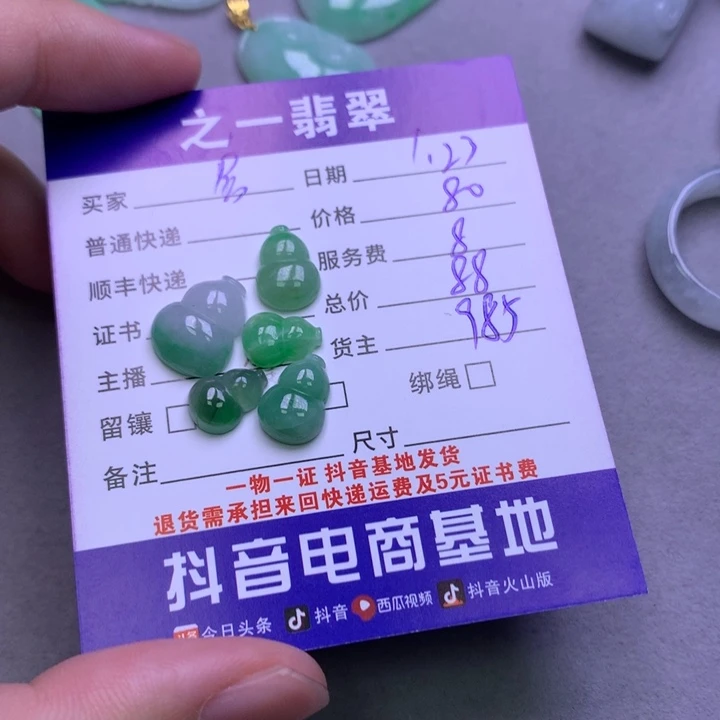 之一翡翠
买家 日期 1.27
普通快递 价格 80
顺丰快递 服务费 8
证书 总价 88
主播 货主 985
留镶 绑绳
备注 尺寸
一物一证 抖音基地发货
退货需承担来回快递运费及5元证书费
抖音电商基地
头条 今日头条 抖音 西瓜视频 抖音火山版